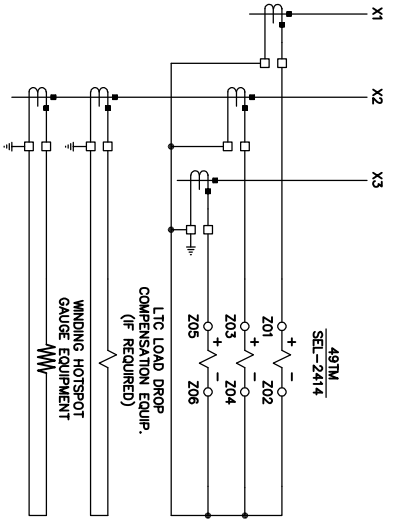 X1
X2
X3
49TM
SEL-2414
Z01
+
-
Z02
Z03
+
-
Z04
Z05
+
-
Z06
LTC LOAD DROP
COMPENSATION EQUIP.
(IF REQUIRED)
WINDING HOTSPOT
GAUGE EQUIPMENT